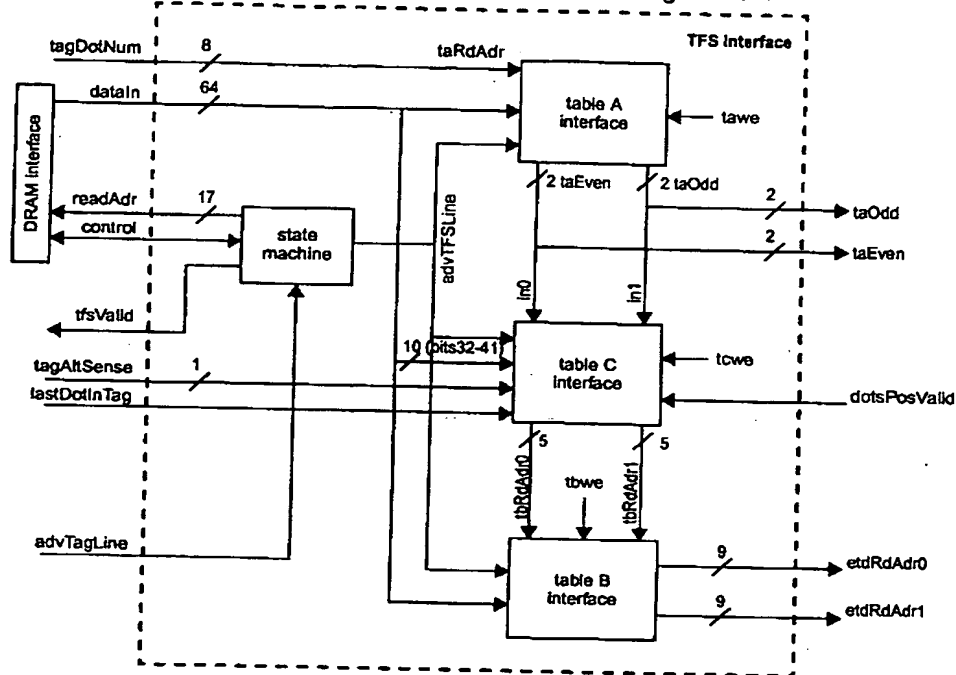 TFS Interface
tagDotNum
8
taRdAdr
dataIn
64
table A
interface
tawe
DRAM Interface
2 taEven
2 taOdd
readAdr
17
control
state
machine
advTFSLine
2
taOdd
2
taEven
in0
in1
tfsValid
10 (bits32-41)
table C
interface
tcwe
tagAltSense
1
lastDotInTag
dotsPosValid
5
5
tbRdAdr0
tbwe
tbRdAdr1
advTagLine
table B
interface
9
etdRdAdr0
9
etdRdAdr1